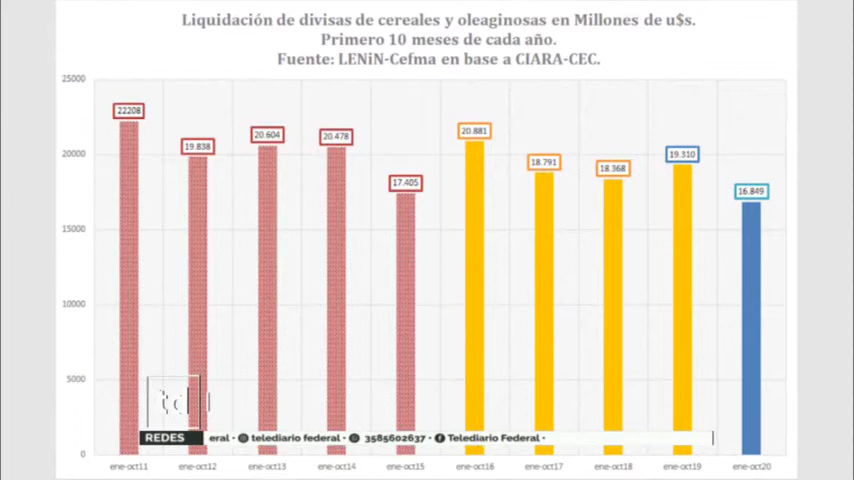 Liquidación de divisas de cereales y oleaginosas en Millones de u$s.
Primero 10 meses de cada año.
Fuente: LENiN-Cefma en base a CIARA-CEC.
25000
20000
15000
10000
5000
0
22208
19.838
20.604
20.478
17.405
20.881
18.791
18.368
19.310
16.849
td
REDES eral · telediario federal · 3585602637 · Telediario Federal ·
ene-oct11 ene-oct12 ene-oct13 ene-oct14 ene-oct15 ene-oct16 ene-oct17 ene-oct18 ene-oct19 ene-oct20